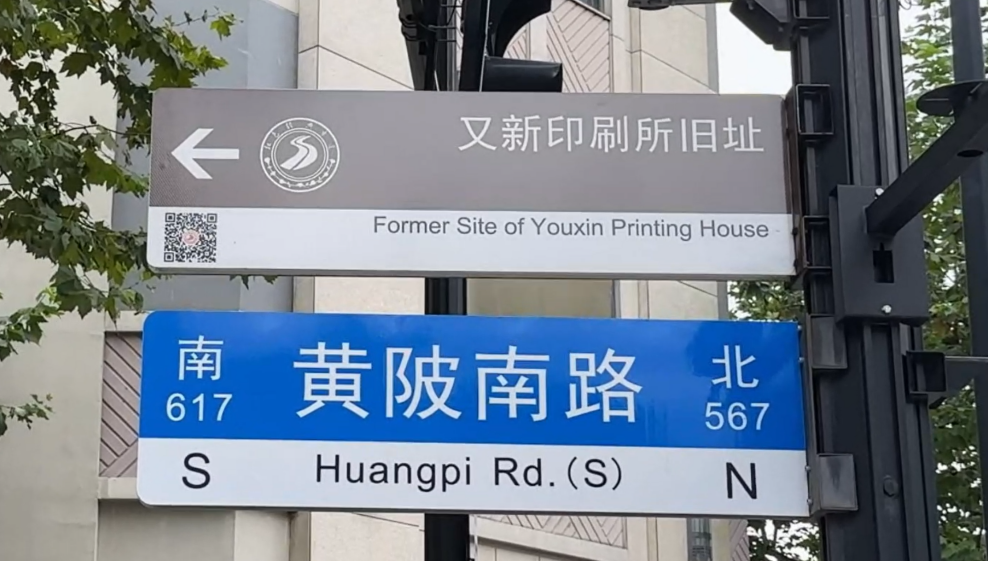 又新印刷所旧址
Former Site of Youxin Printing House
南 黄陂南路 北
617 567
S Huangpi Rd.(S) N